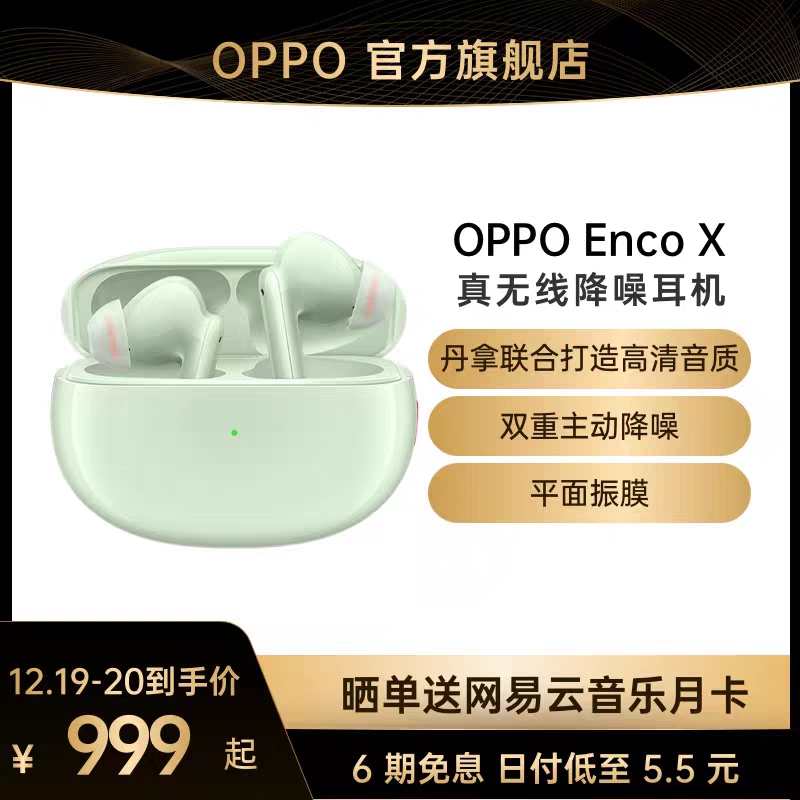 OPPO 官方旗舰店
OPPO Enco X
真无线降噪耳机
丹拿联合打造高清音质
双重主动降噪
平面振膜
12.19-20到手价
¥ 999 起
晒单送网易云音乐月卡
6 期免息 日付低至 5.5 元